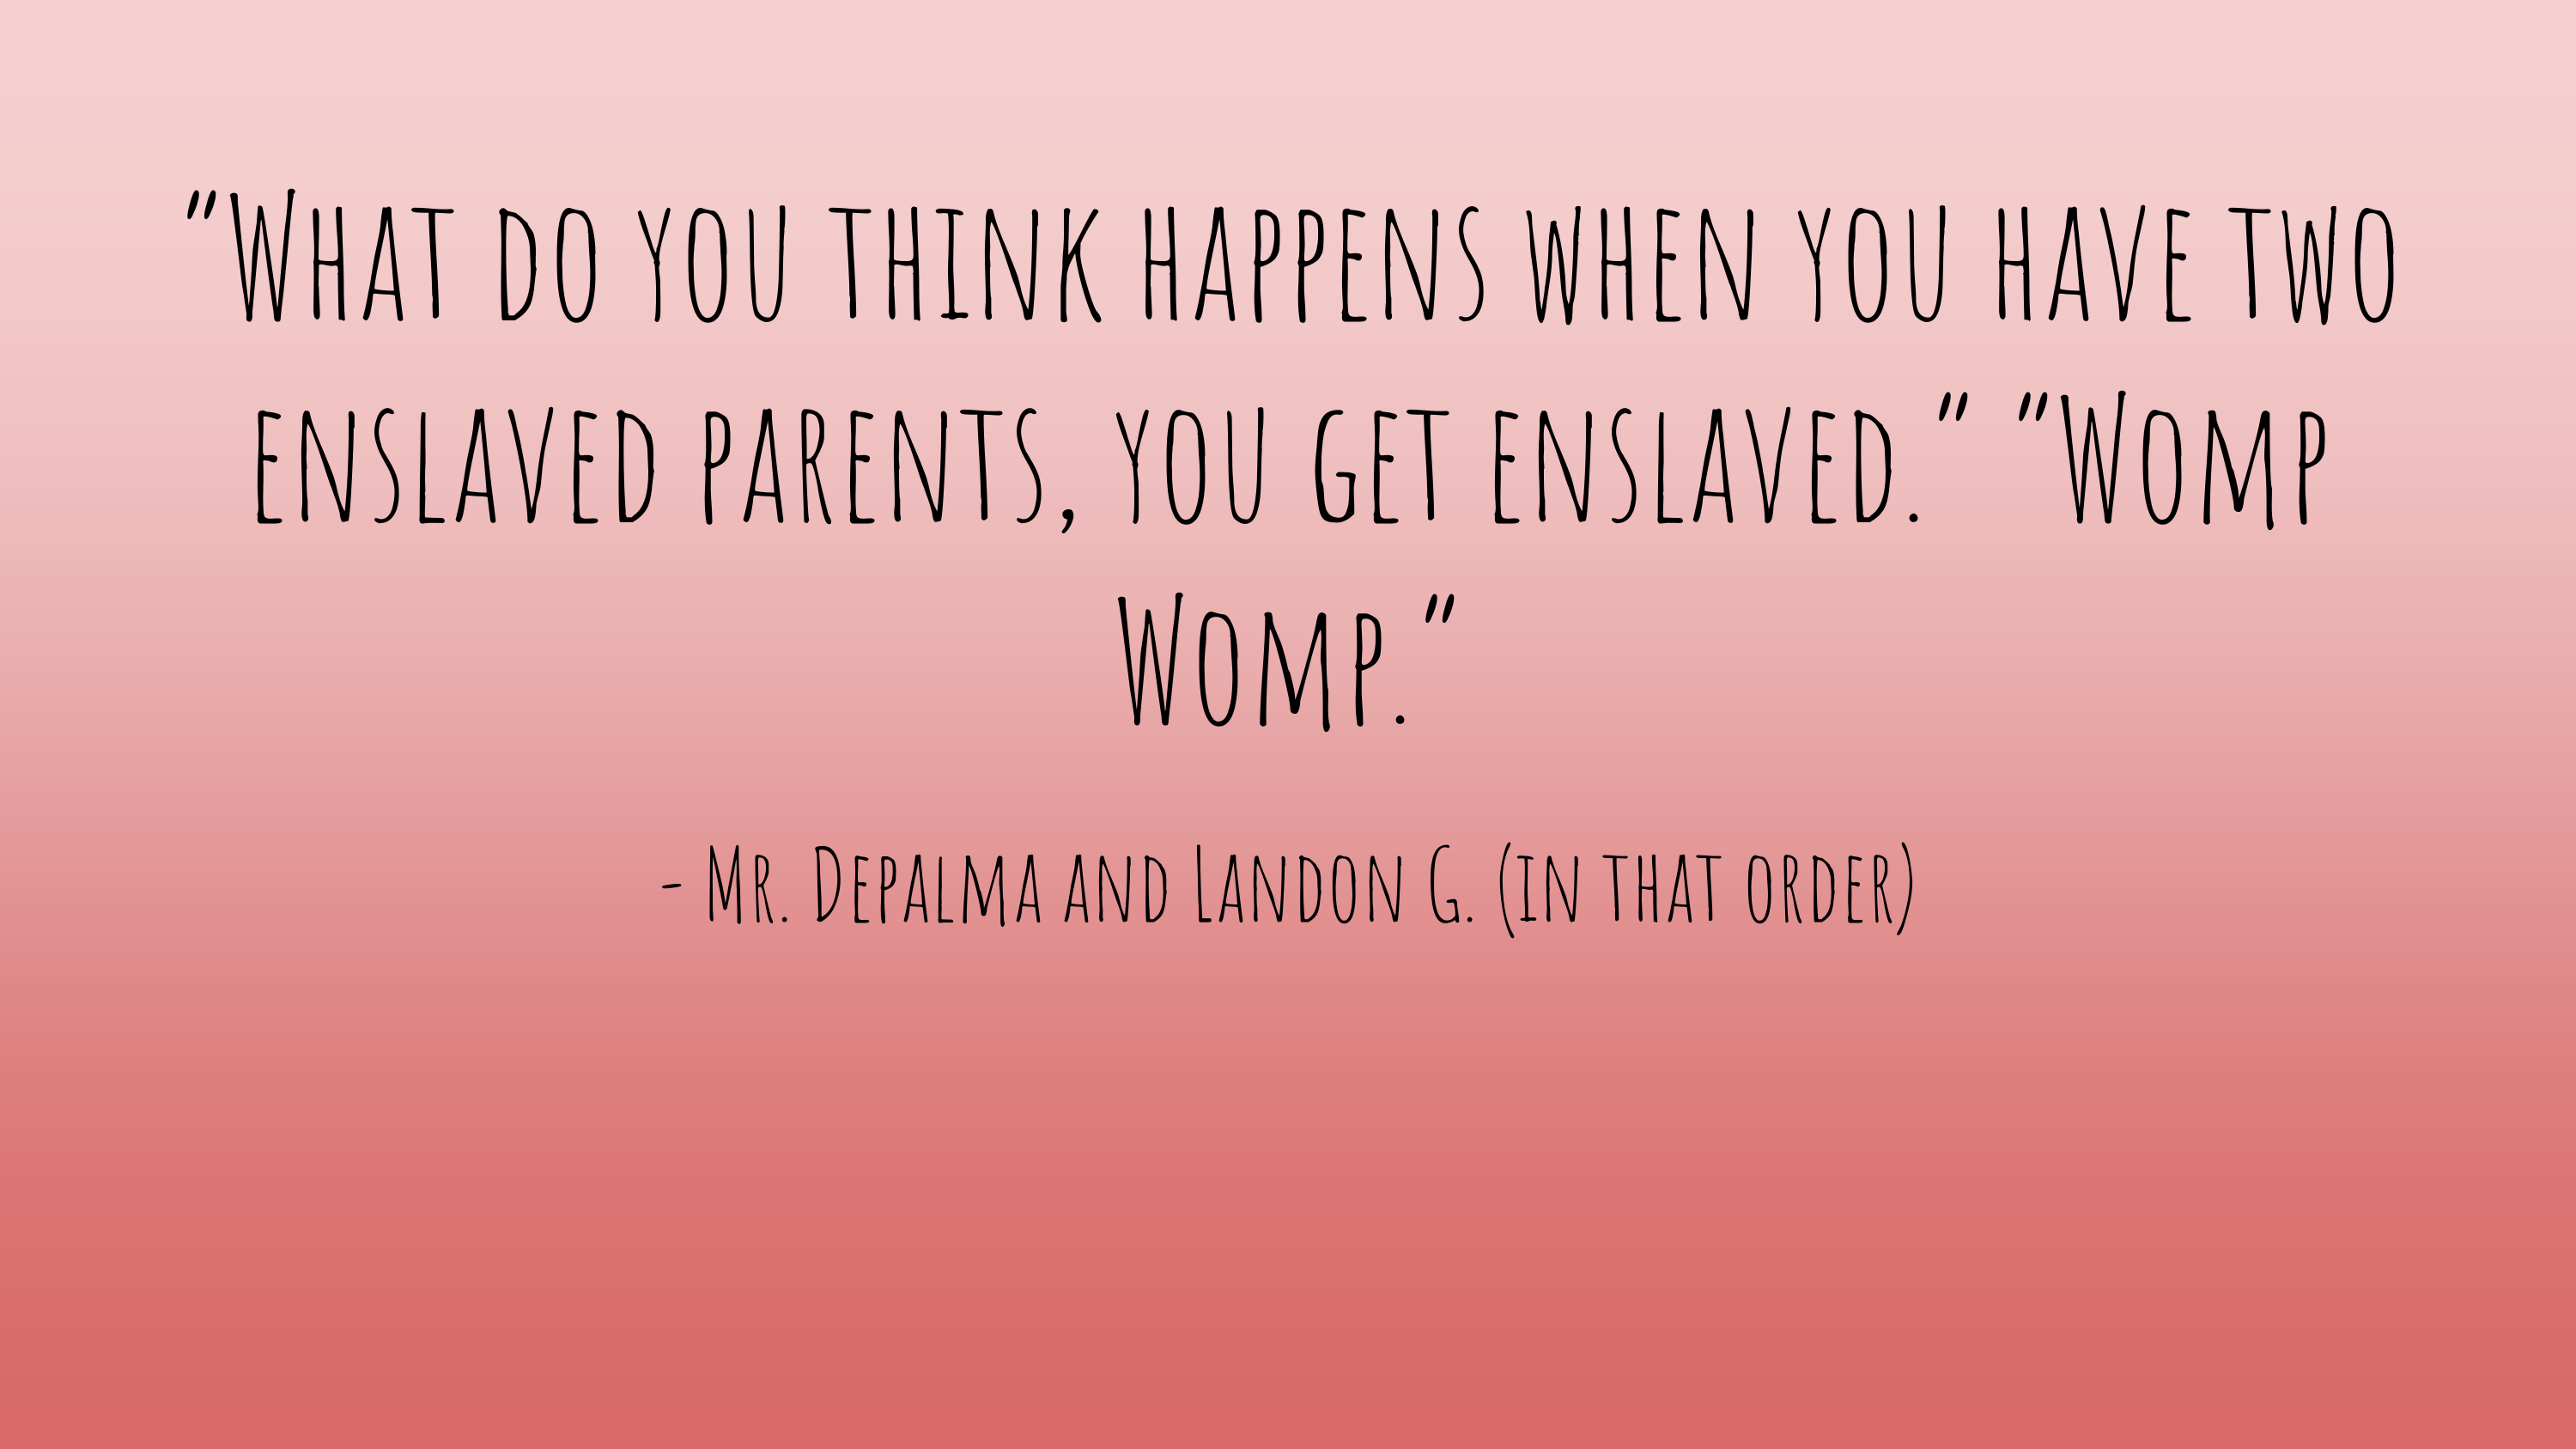 "What do you think happens when you have two
enslaved parents, you get enslaved." "Womp
Womp."
- Mr. Depalma and Landon G. (in that order)